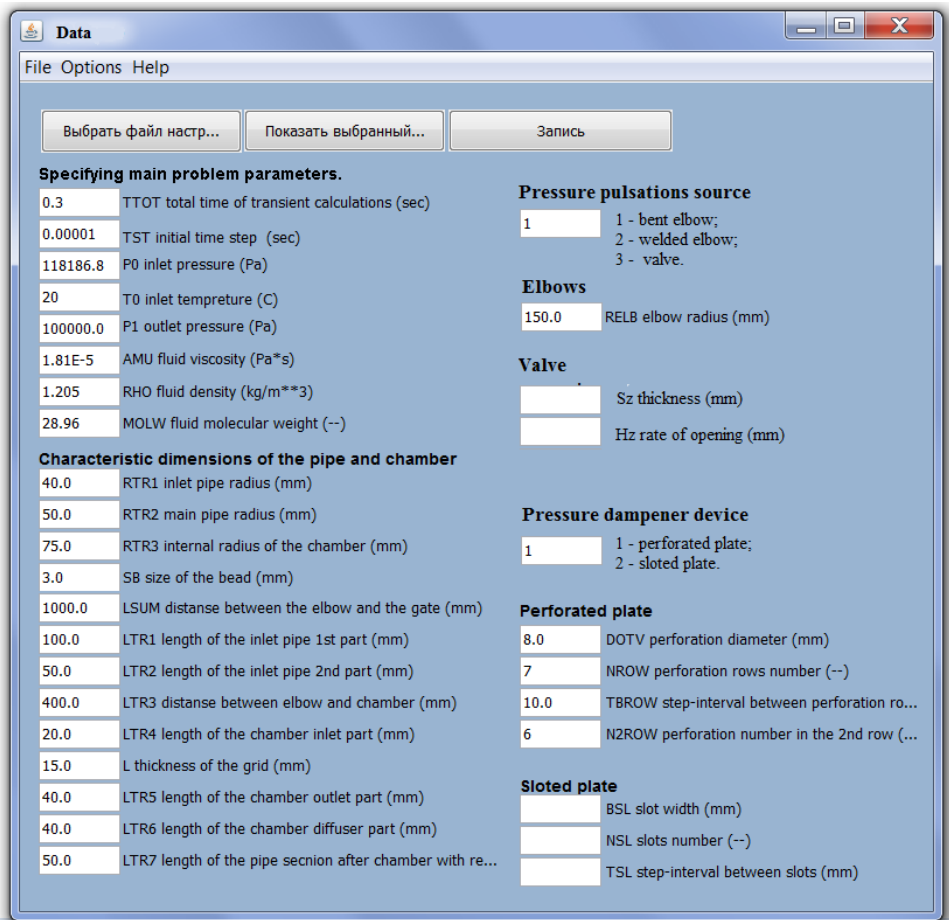 Data
File Options Help
Выбрать файл настр...
Показать выбранный...
Запись
Specifying main problem parameters.
0.3 TTOT total time of transient calculations (sec)
0.00001 TST initial time step (sec)
118186.8 P0 inlet pressure (Pa)
20 T0 inlet tempreture (C)
100000.0 P1 outlet pressure (Pa)
1.81E-5 AMU fluid viscosity (Pa*s)
1.205 RHO fluid density (kg/m**3)
28.96 MOLW fluid molecular weight (--)
Characteristic dimensions of the pipe and chamber
40.0 RTR1 inlet pipe radius (mm)
50.0 RTR2 main pipe radius (mm)
75.0 RTR3 internal radius of the chamber (mm)
3.0 SB size of the bead (mm)
1000.0 LSUM distanse between the elbow and the gate (mm)
100.0 LTR1 length of the inlet pipe 1st part (mm)
50.0 LTR2 length of the inlet pipe 2nd part (mm)
400.0 LTR3 distanse between elbow and chamber (mm)
20.0 LTR4 length of the chamber inlet part (mm)
15.0 L thickness of the grid (mm)
40.0 LTR5 length of the chamber outlet part (mm)
40.0 LTR6 length of the chamber diffuser part (mm)
50.0 LTR7 length of the pipe secnion after chamber with re...
Pressure pulsations source
1 1 - bent elbow;
2 - welded elbow;
3 - valve.
Elbows
150.0 RELB elbow radius (mm)
Valve
Sz thickness (mm)
Hz rate of opening (mm)
Pressure dampener device
1 1 - perforated plate;
2 - sloted plate.
Perforated plate
8.0 DOTV perforation diameter (mm)
7 NROW perforation rows number (--)
10.0 TBROW step-interval between perforation ro...
6 N2ROW perforation number in the 2nd row (...
Sloted plate
BSL slot width (mm)
NSL slots number (--)
TSL step-interval between slots (mm)